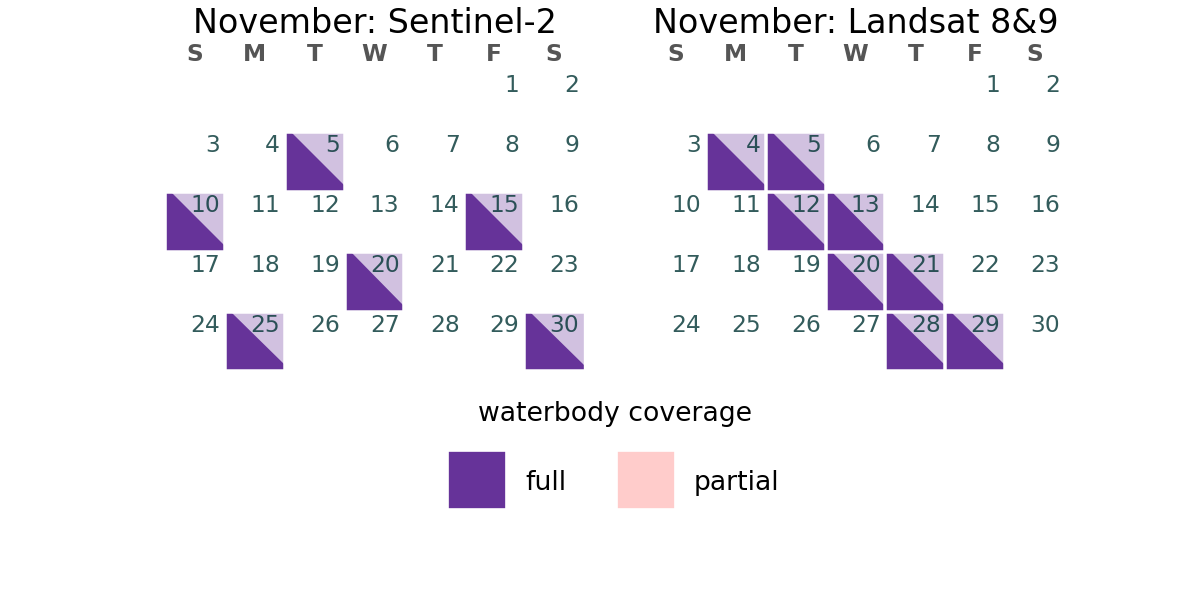 November: Sentinel-2
S M T W T F S
1 2
3 4 5 6 7 8 9
10 11 12 13 14 15 16
17 18 19 20 21 22 23
24 25 26 27 28 29 30
November: Landsat 8&9
S M T W T F S
1 2
3 4 5 6 7 8 9
10 11 12 13 14 15 16
17 18 19 20 21 22 23
24 25 26 27 28 29 30
waterbody coverage
full
partial